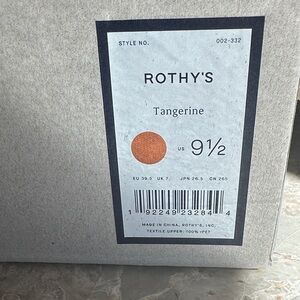 STYLE NO. 002-332
ROTHY'S
Tangerine
US 9½
EU 39.5 UK 7 JPN 26.5 CN 265
1 92249 23284 4
MADE IN CHINA, ROTHY'S, INC.
TEXTILE UPPER: 100% rPET